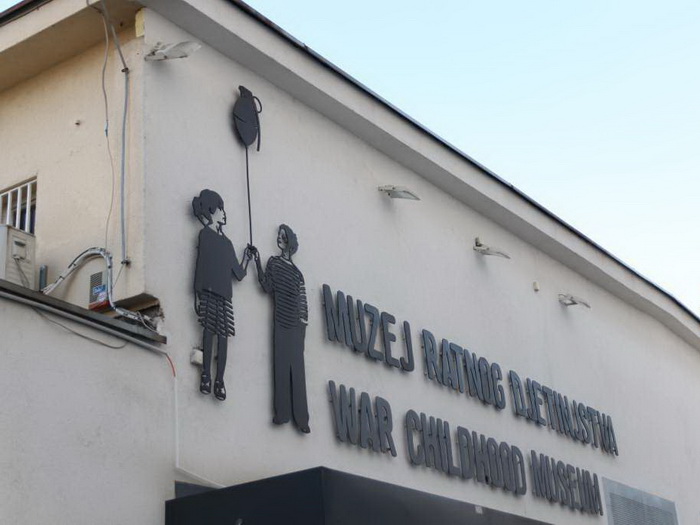 MUZEJ RATNOG DJETINJSTVA
WAR CHILDHOOD MUSEUM